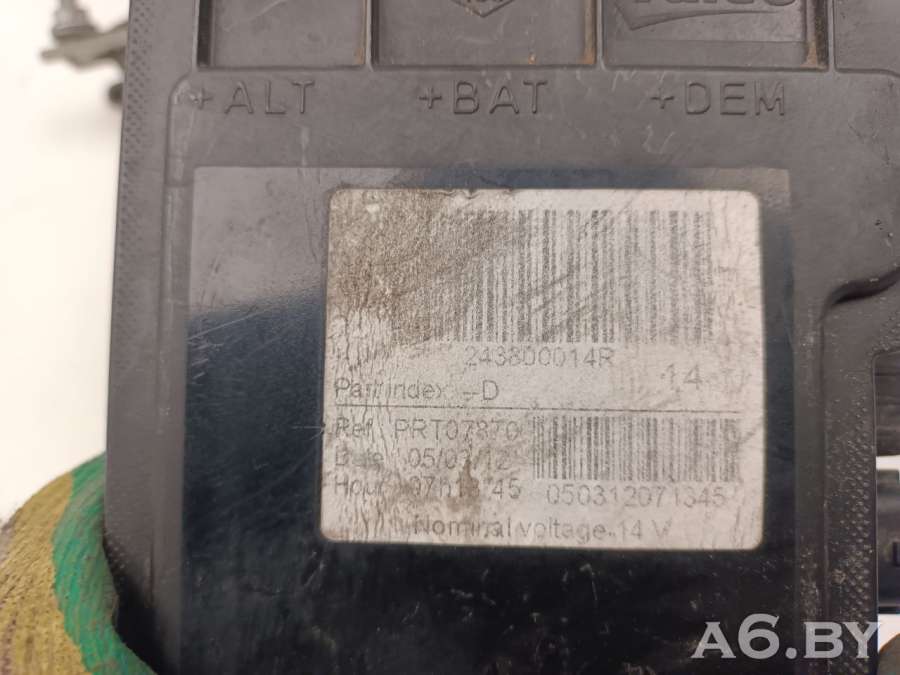 Valeo
+ALT +BAT +DEM
243800014R
14
Part index :-D
Ref. PRT07870
Date 05/03/12
Hour 07h13'45 050312071345
Nominal voltage 14 V
A6.BY